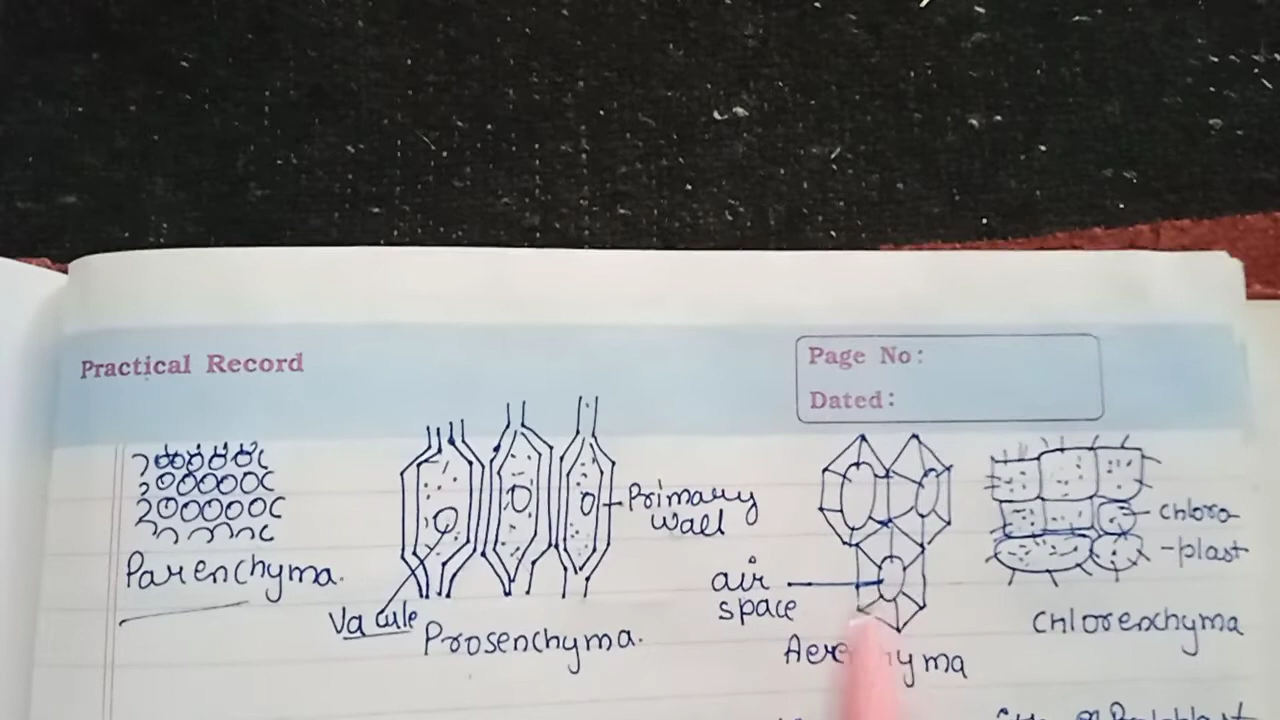 Practical Record
Page No:
Dated:
Primary
wall
chloro
-plast
Parenchyma.
air
space
Vacule
Prosenchyma.
Chlorenchyma